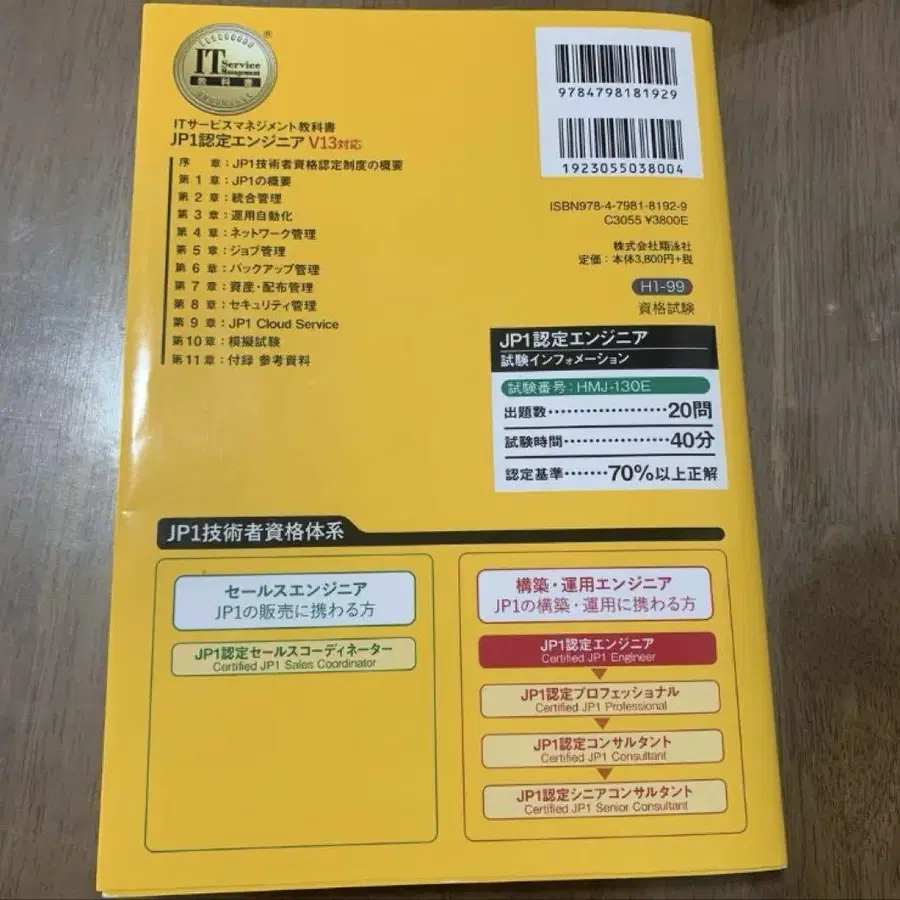 IT Service Management
教科書
ITサービスマネジメント教科書
JP1認定エンジニア V13対応
序 章：JP1技術者資格認定制度の概要
第 1 章：JP1の概要
第 2 章：統合管理
第 3 章：運用自動化
第 4 章：ネットワーク管理
第 5 章：ジョブ管理
第 6 章：バックアップ管理
第 7 章：資産・配布管理
第 8 章：セキュリティ管理
第 9 章：JP1 Cloud Service
第10章：模擬試験
第11章：付録 参考資料
9784798181929
1923055038004
ISBN978-4-7981-8192-9
C3055 ¥3800E
株式会社翔泳社
定価：本体3,800円+税
H1-99
資格試験
JP1認定エンジニア
試験インフォメーション
試験番号：HMJ-130E
出題数····················20問
試験時間·················40分
認定基準·······70%以上正解
JP1技術者資格体系
セールスエンジニア
JP1の販売に携わる方
JP1認定セールスコーディネーター
Certified JP1 Sales Coordinator
構築・運用エンジニア
JP1の構築・運用に携わる方
JP1認定エンジニア
Certified JP1 Engineer
JP1認定プロフェッショナル
Certified JP1 Professional
JP1認定コンサルタント
Certified JP1 Consultant
JP1認定シニアコンサルタント
Certified JP1 Senior Consultant